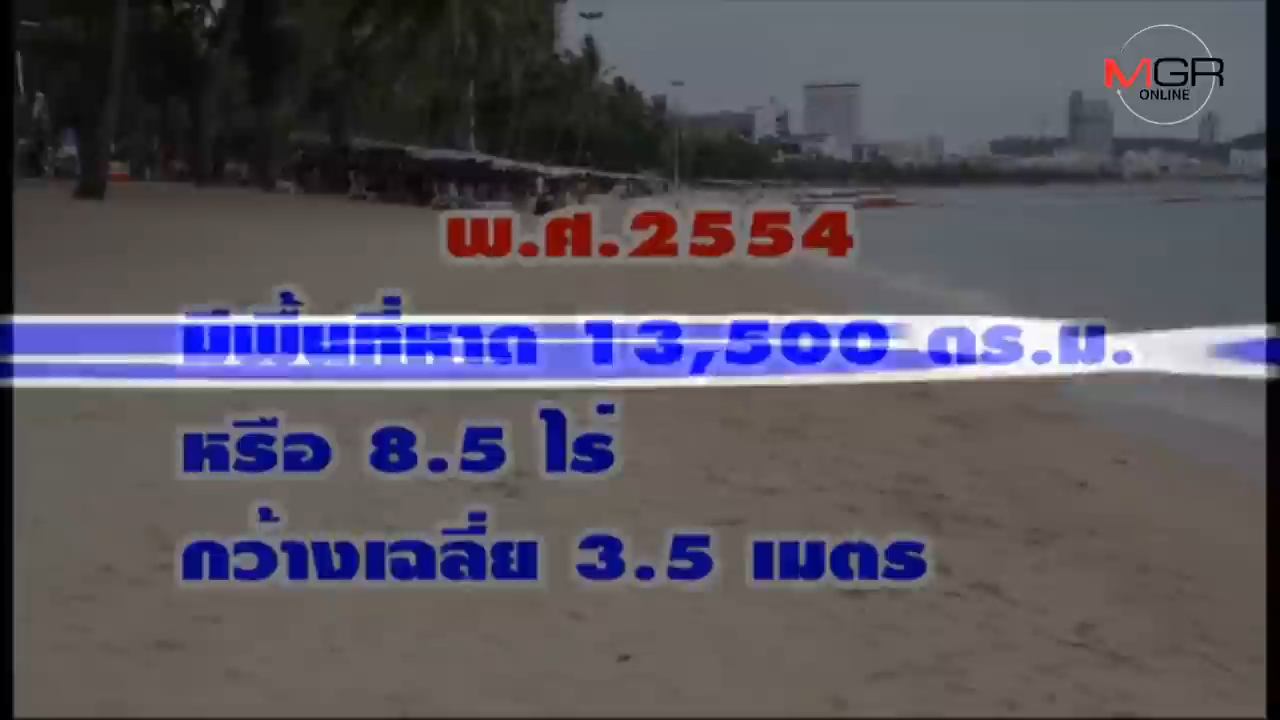 MGR
ONLINE
พ.ศ.2554
มีพื้นที่หาด 13,500 ตร.ม.
หรือ 8.5 ไร่
กว้างเฉลี่ย 3.5 เมตร